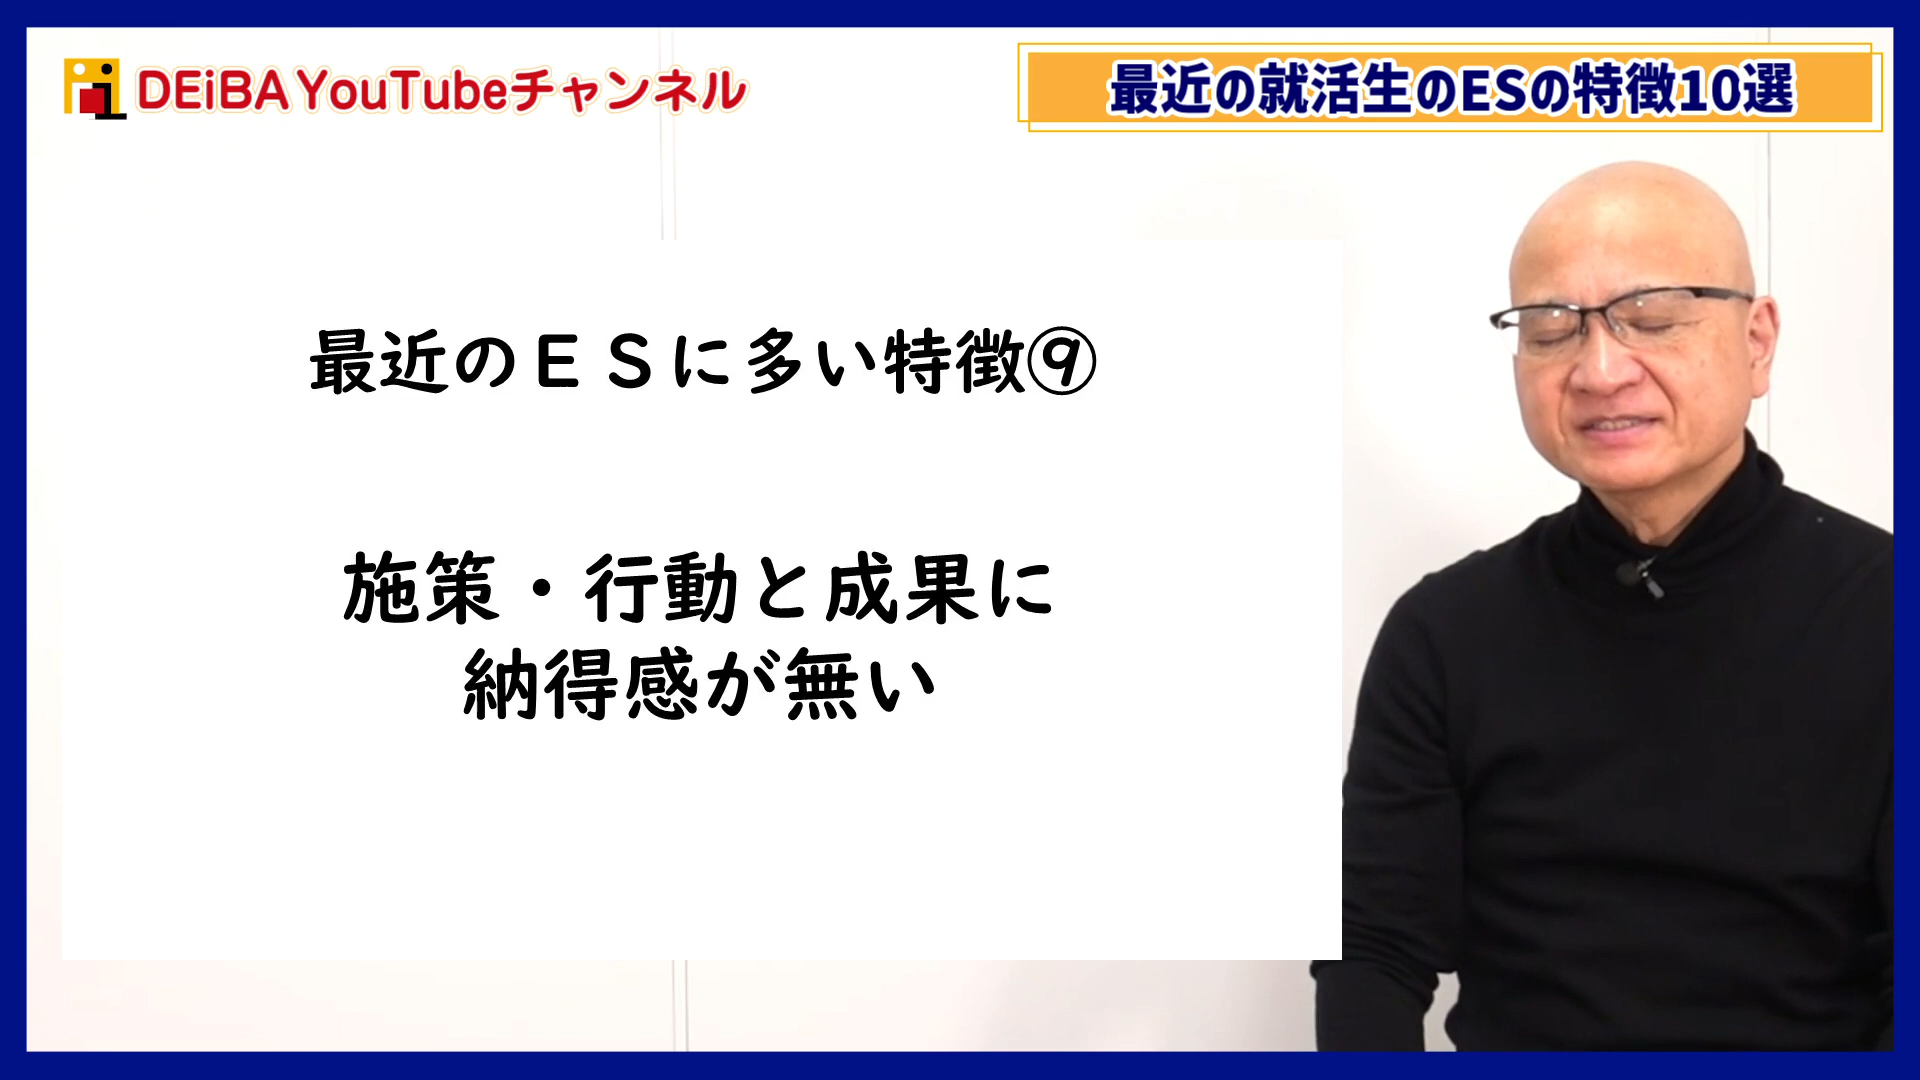 DEiBA YouTubeチャンネル
最近の就活生のESの特徴10選
最近のＥＳに多い特徴⑨
施策・行動と成果に
納得感が無い